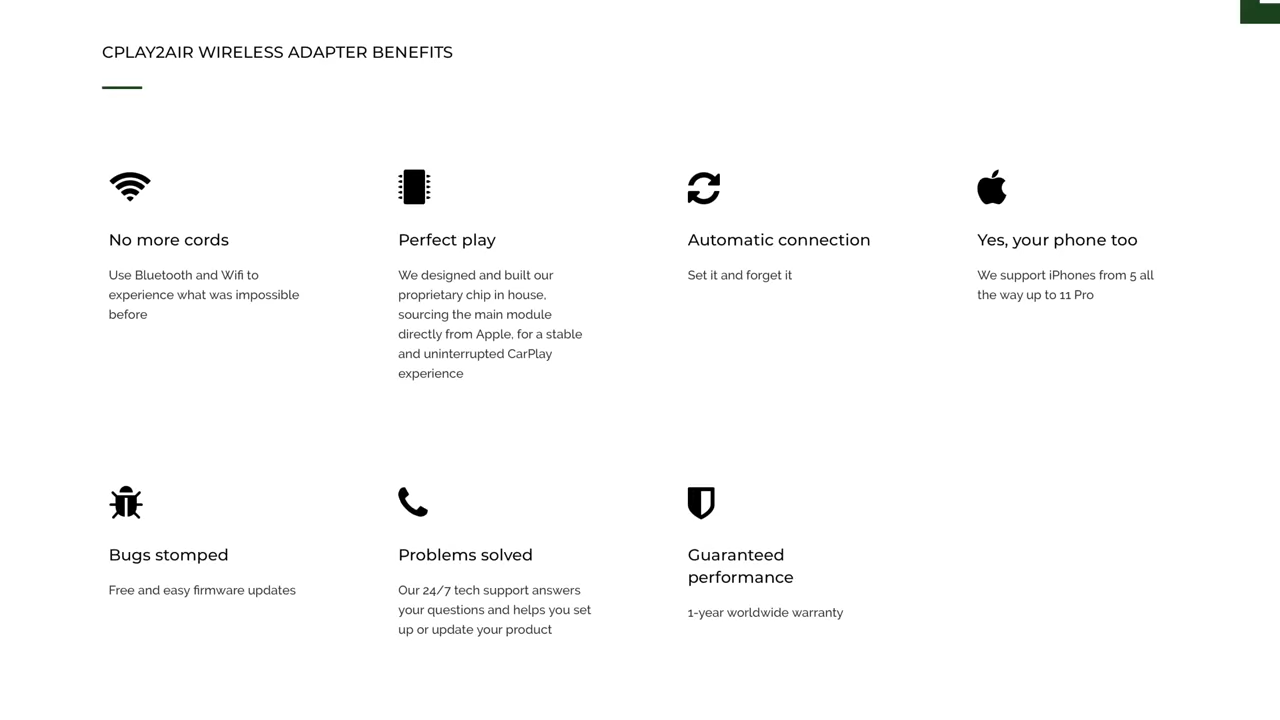 CPLAY2AIR WIRELESS ADAPTER BENEFITS
No more cords
Use Bluetooth and Wifi to
experience what was impossible
before
Perfect play
We designed and built our
proprietary chip in house,
sourcing the main module
directly from Apple, for a stable
and uninterrupted CarPlay
experience
Automatic connection
Set it and forget it
Yes, your phone too
We support iPhones from 5 all
the way up to 11 Pro
Bugs stomped
Free and easy firmware updates
Problems solved
Our 24/7 tech support answers
your questions and helps you set
up or update your product
Guaranteed
performance
1-year worldwide warranty